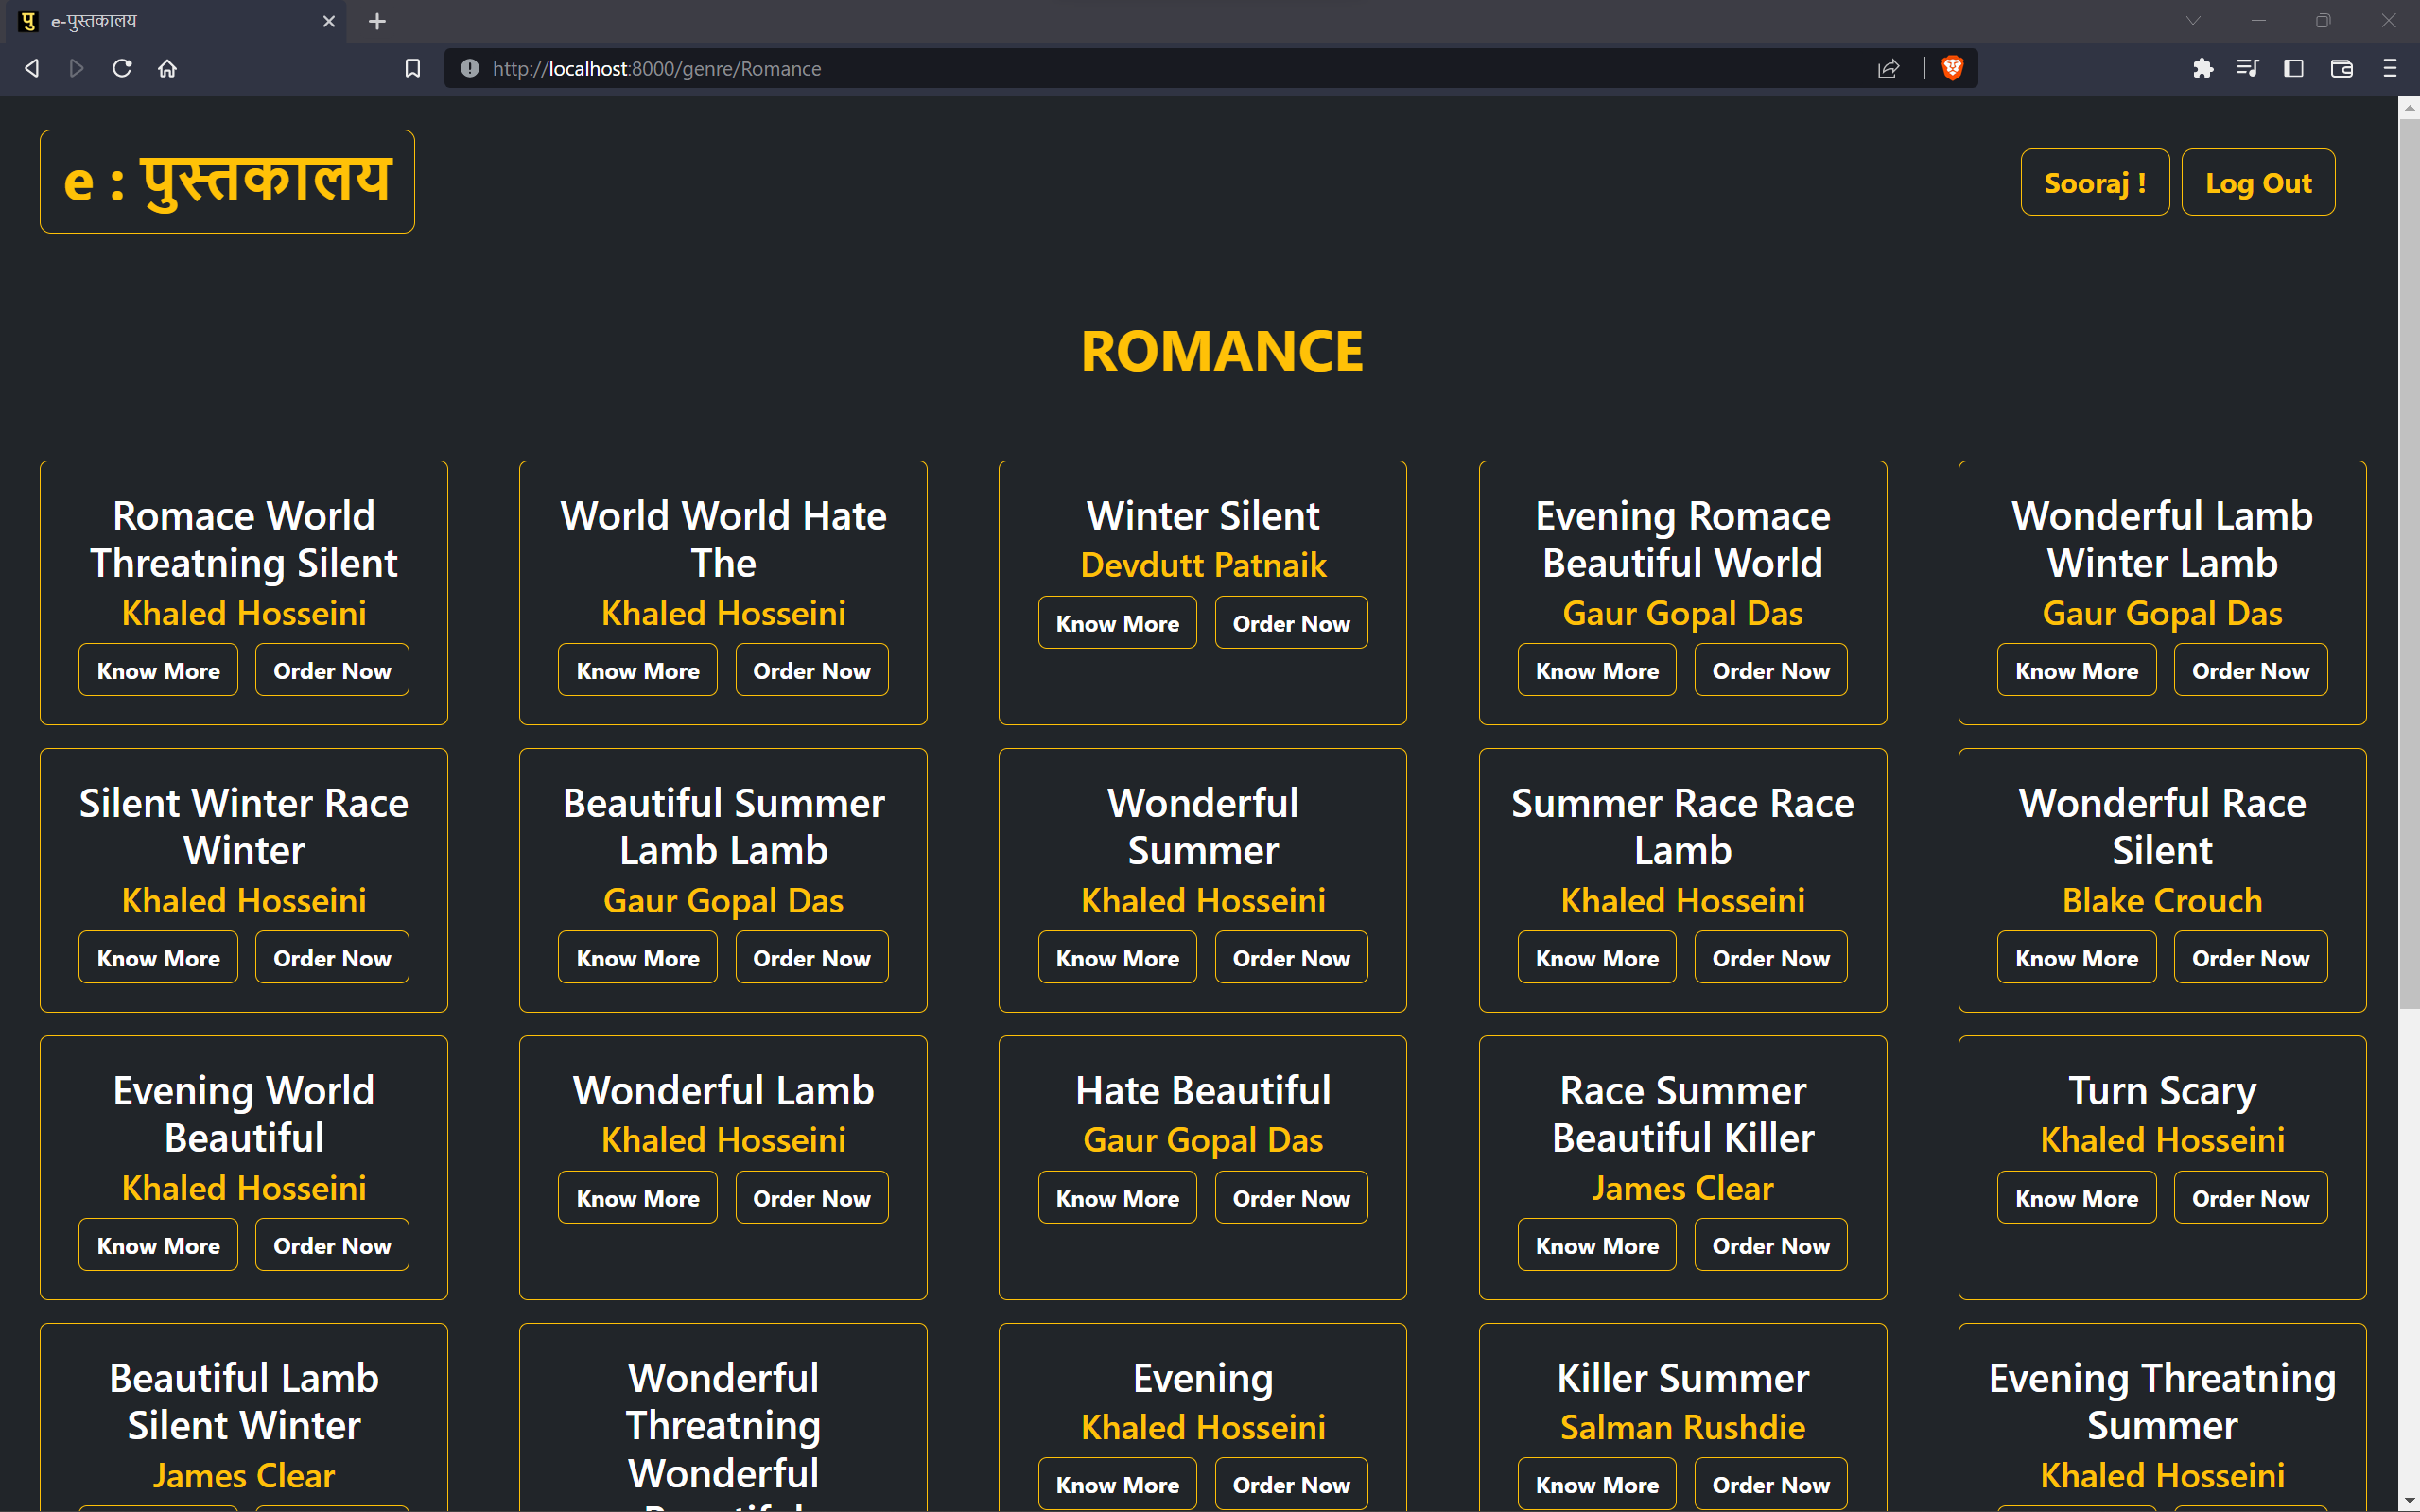 पु e-पुस्तकालय
http://localhost:8000/genre/Romance
e : पुस्तकालय
Sooraj !
Log Out
ROMANCE
Romace World
Threatning Silent
Khaled Hosseini
Know More
Order Now
World World Hate
The
Khaled Hosseini
Know More
Order Now
Winter Silent
Devdutt Patnaik
Know More
Order Now
Evening Romace
Beautiful World
Gaur Gopal Das
Know More
Order Now
Wonderful Lamb
Winter Lamb
Gaur Gopal Das
Know More
Order Now
Silent Winter Race
Winter
Khaled Hosseini
Know More
Order Now
Beautiful Summer
Lamb Lamb
Gaur Gopal Das
Know More
Order Now
Wonderful
Summer
Khaled Hosseini
Know More
Order Now
Summer Race Race
Lamb
Khaled Hosseini
Know More
Order Now
Wonderful Race
Silent
Blake Crouch
Know More
Order Now
Evening World
Beautiful
Khaled Hosseini
Know More
Order Now
Wonderful Lamb
Khaled Hosseini
Know More
Order Now
Hate Beautiful
Gaur Gopal Das
Know More
Order Now
Race Summer
Beautiful Killer
James Clear
Know More
Order Now
Turn Scary
Khaled Hosseini
Know More
Order Now
Beautiful Lamb
Silent Winter
James Clear
Wonderful
Threatning
Wonderful
Evening
Khaled Hosseini
Know More
Order Now
Killer Summer
Salman Rushdie
Know More
Order Now
Evening Threatning
Summer
Khaled Hosseini